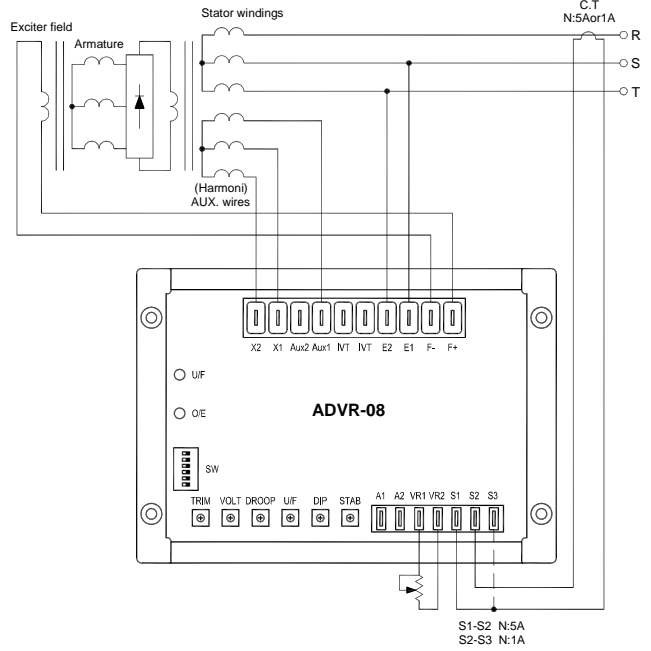 C.T
N:5Aor1A
Stator windings
Exciter field
Armature
R
S
T
(Harmoni)
AUX. wires
X2 X1 Aux2 Aux1 IVT IVT E2 E1 F- F+
U/F
O/E
ADVR-08
SW
TRIM VOLT DROOP U/F DIP STAB
A1 A2 VR1 VR2 S1 S2 S3
S1-S2 N:5A
S2-S3 N:1A